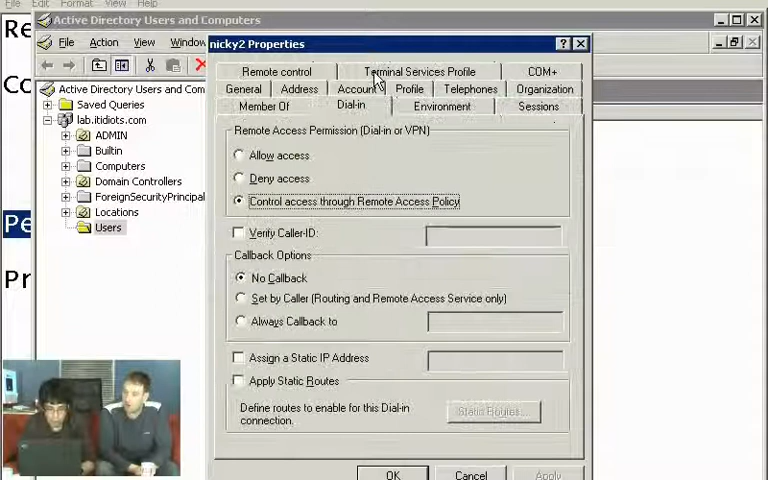 Edit Format View Help
Active Directory Users and Computers
File Action View Window
nicky2 Properties
Remote control Terminal Services Profile COM+
General Address Account Profile Telephones Organization
Member Of Dial-in Environment Sessions
Active Directory Users and Com
Saved Queries
lab.itidiots.com
ADMIN
Builtin
Computers
Domain Controllers
ForeignSecurityPrincipal
Locations
Users
Remote Access Permission (Dial-in or VPN)
Allow access
Deny access
Control access through Remote Access Policy
Verify Caller-ID:
Callback Options
No Callback
Set by Caller (Routing and Remote Access Service only)
Always Callback to
Assign a Static IP Address
Apply Static Routes
Define routes to enable for this Dial-in
connection.
Static Routes...
OK Cancel Apply
Re
Co
Pe
Pr